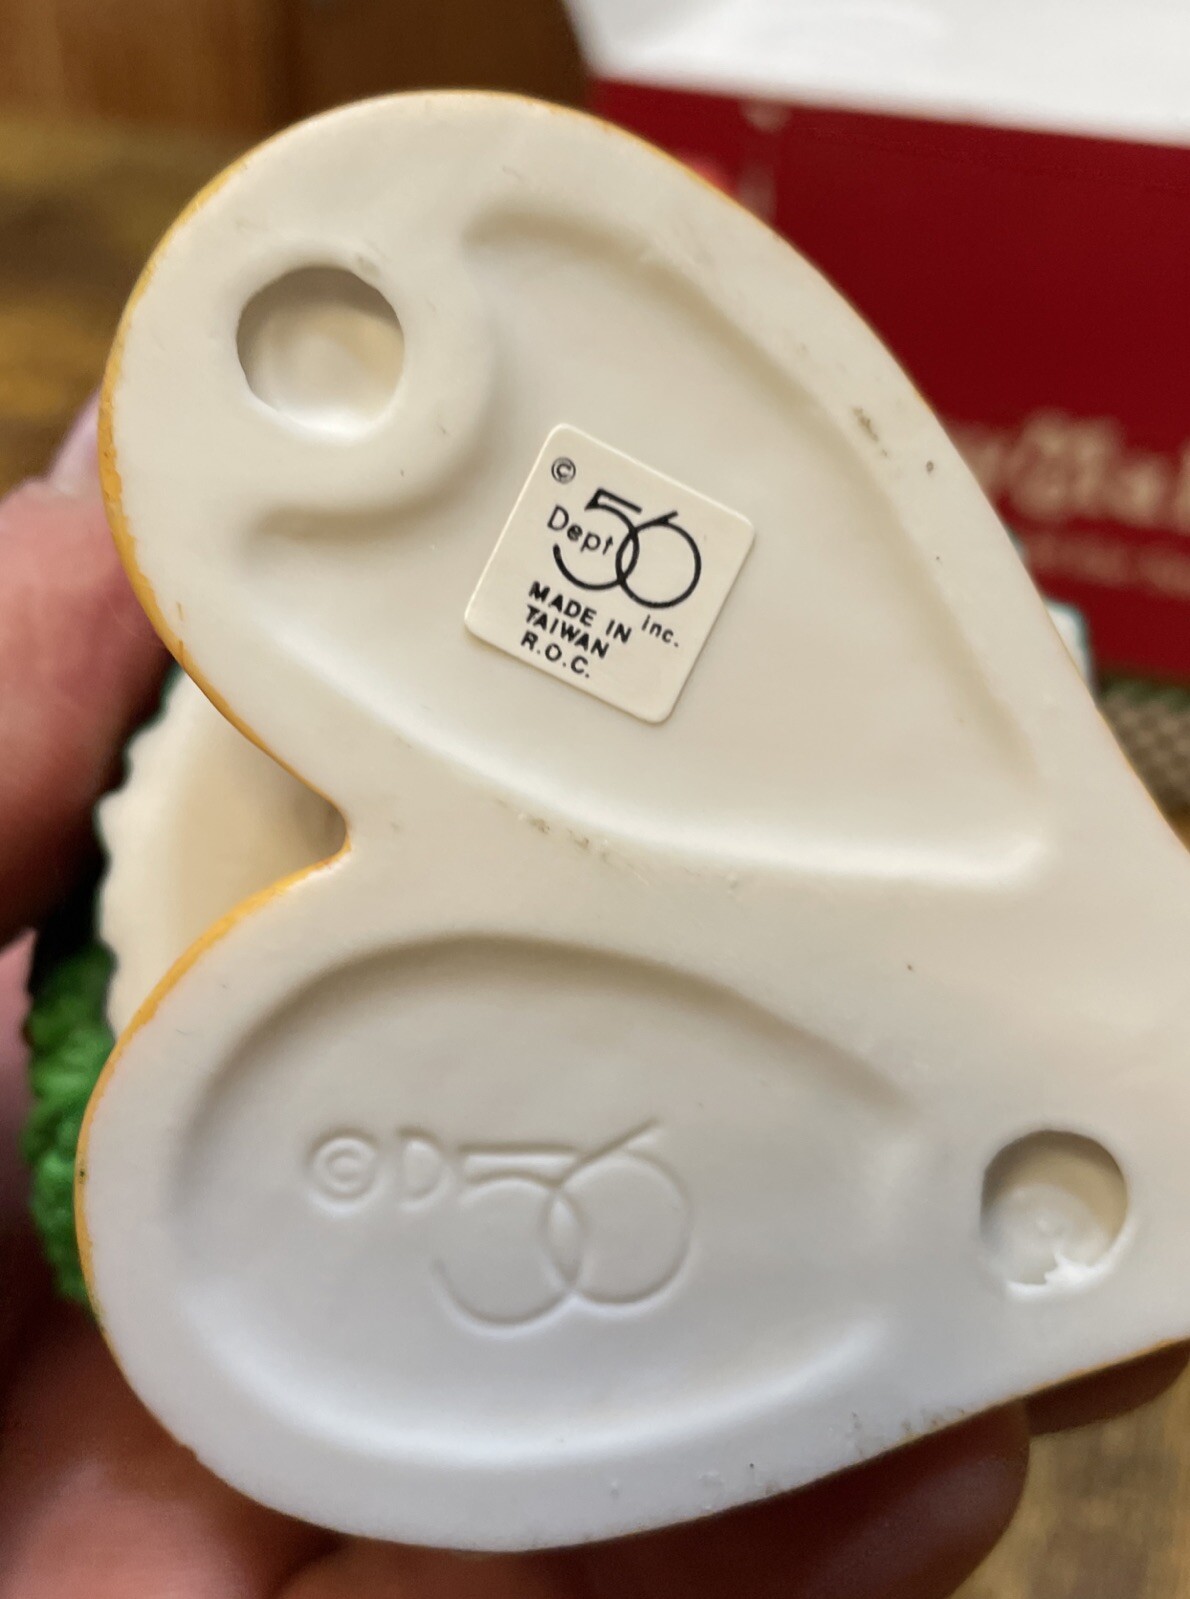 ©
Dept 56
inc.
MADE IN
TAIWAN
R.O.C.
© D56